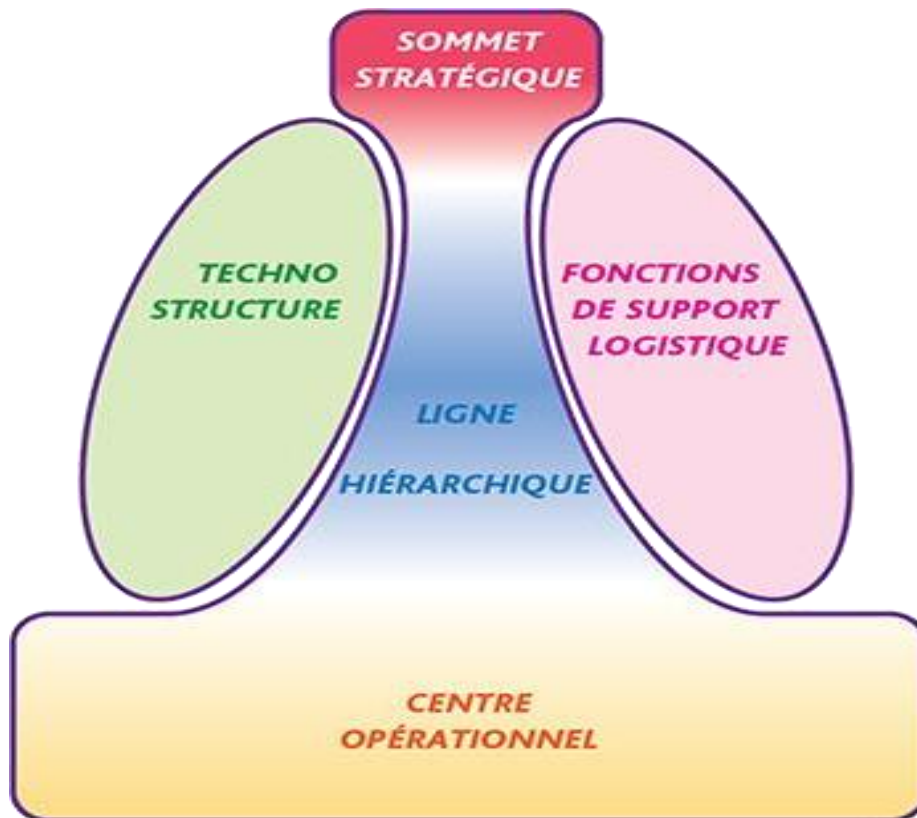 SOMMET
STRATÉGIQUE
TECHNO
STRUCTURE
FONCTIONS
DE SUPPORT
LOGISTIQUE
LIGNE
HIÉRARCHIQUE
CENTRE
OPÉRATIONNEL